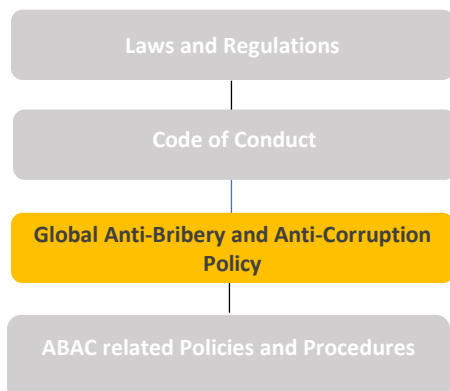 Laws and Regulations
Code of Conduct
Global Anti-Bribery and Anti-Corruption
Policy
ABAC related Policies and Procedures